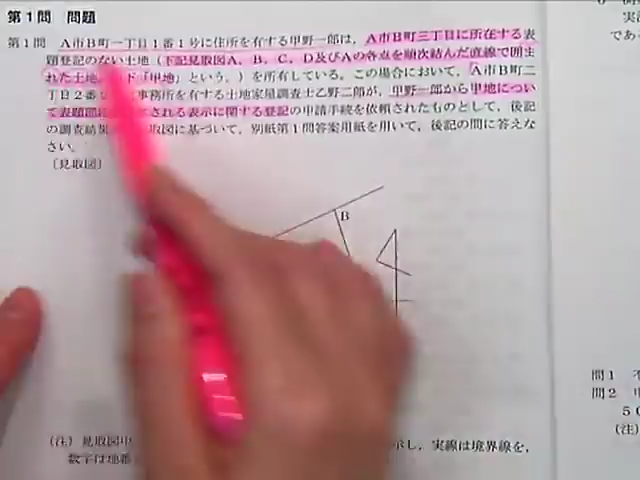 第1問 問題
第1問 A市B町一丁目1番1号に住所を有する甲野一郎は、A市B町三丁目に所在する表
題登記のない土地(下記見取図A、B、C、D及びAの各点を順次結んだ直線で囲ま
れた土地。 下「甲地」という。)を所有している。この場合において、A市B町二
丁目2番 事務所を有する土地家屋調査士乙野二郎が、甲野一郎から甲地につい
て表題部 される表示に関する登記の申請手続を依頼されたものとして、後記
の調査結 取図に基づいて、別紙第1問答案用紙を用いて、後記の問に答えな
さい。
〔見取図〕
B
(注) 見取図中 示し、実線は境界線を、
数字は地番
実
であ
問1
問2
50
(注)